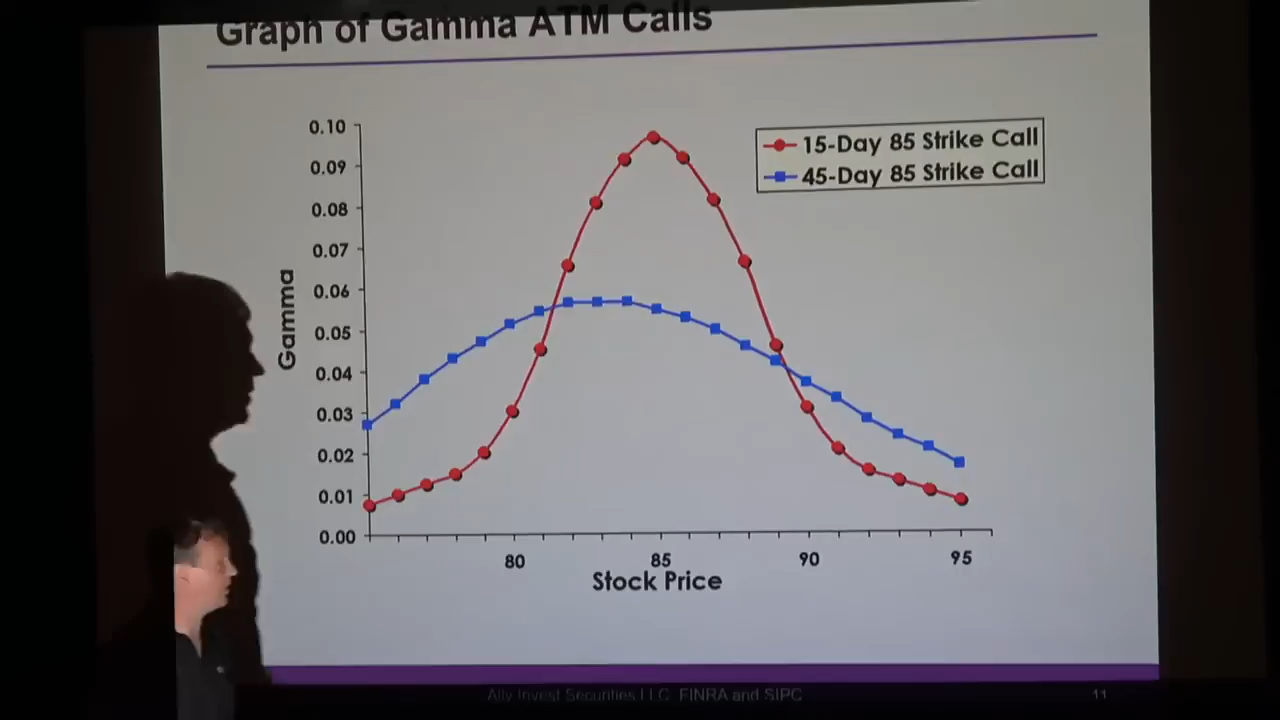 Graph of Gamma ATM Calls
15-Day 85 Strike Call
45-Day 85 Strike Call
0.10
0.09
0.08
0.07
0.06
0.05
0.04
0.03
0.02
0.01
0.00
Gamma
80
85
90
95
Stock Price
Ally Invest Securities LLC FINRA and SIPC
11